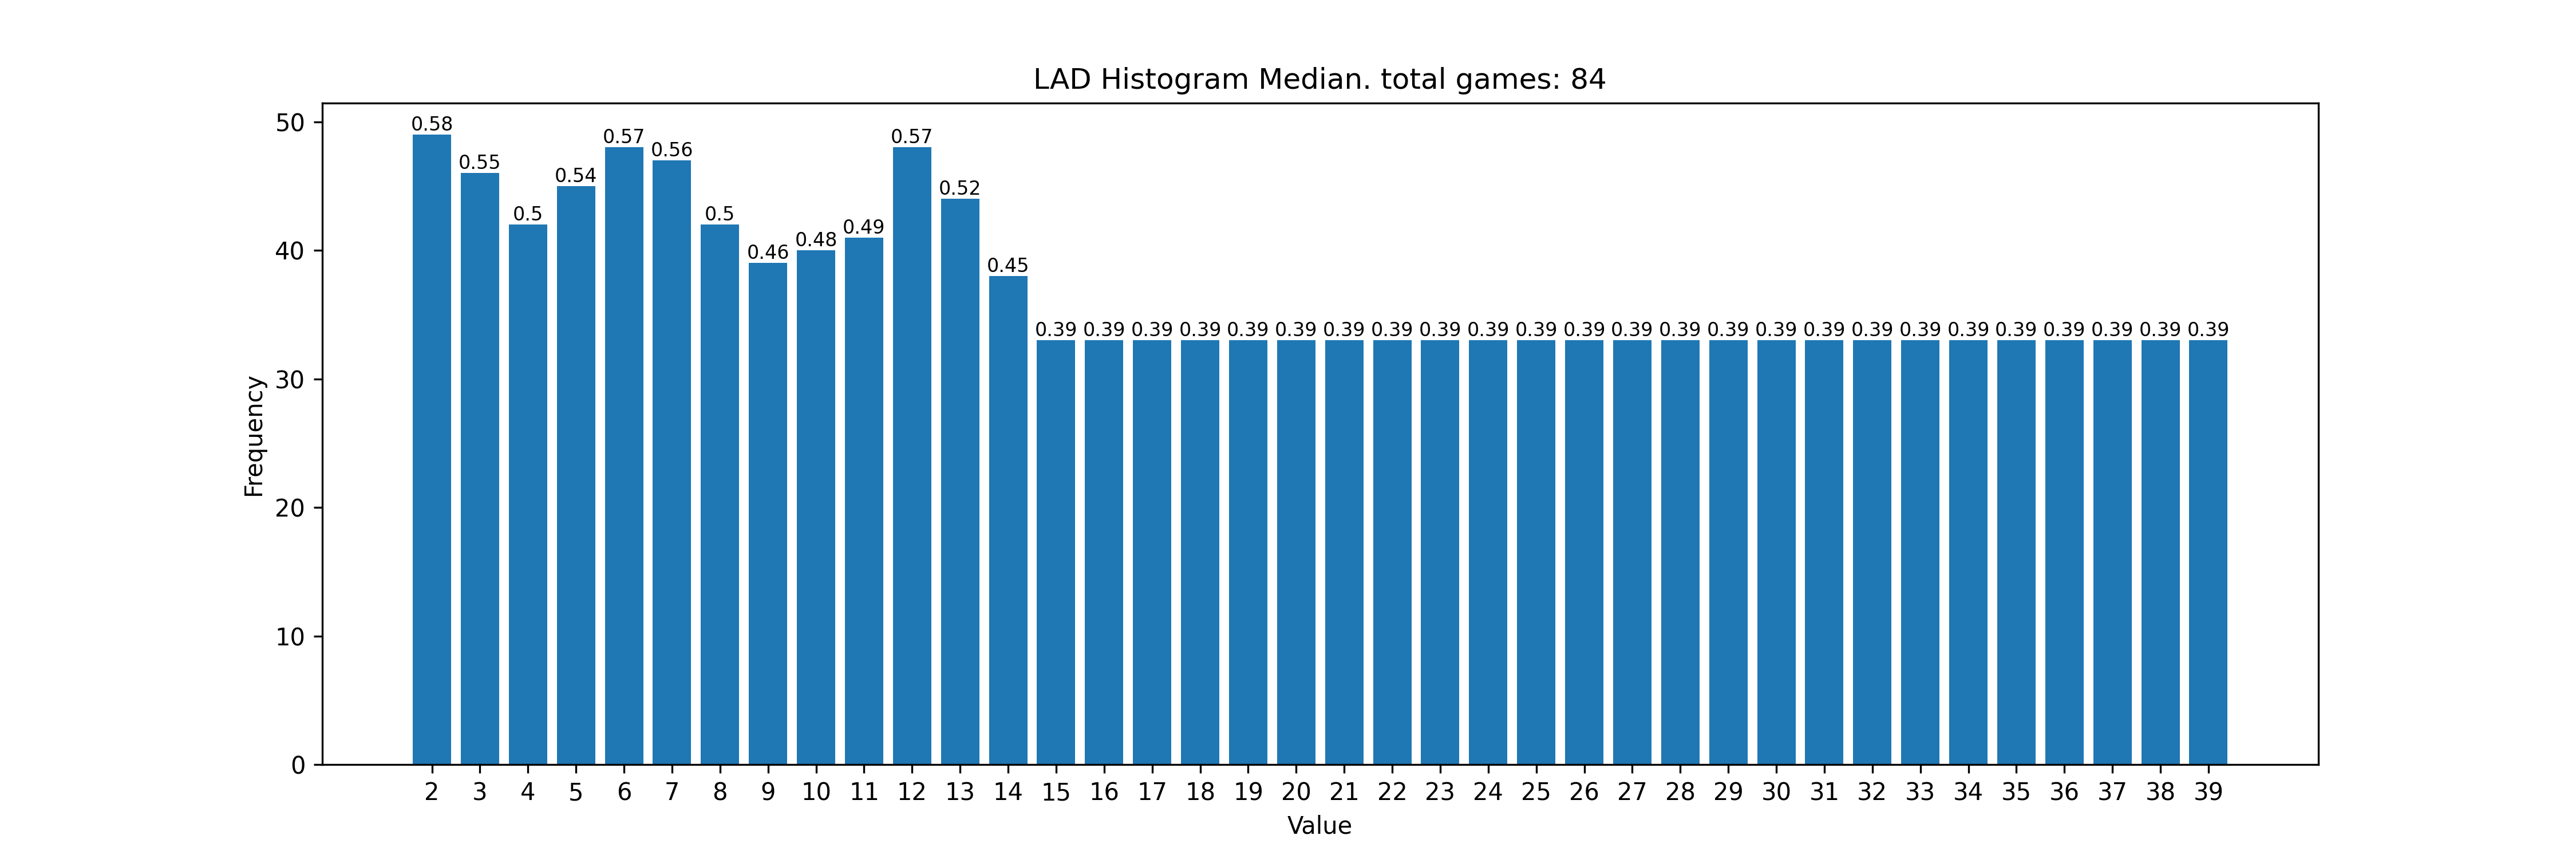 LAD Histogram Median. total games: 84
50
40
30
20
10
0
Frequency
0.58 0.55 0.5 0.54 0.57 0.56 0.5 0.46 0.48 0.49 0.57 0.52 0.45 0.39 0.39 0.39 0.39 0.39 0.39 0.39 0.39 0.39 0.39 0.39 0.39 0.39 0.39 0.39 0.39 0.39 0.39 0.39 0.39 0.39 0.39 0.39 0.39 0.39
2 3 4 5 6 7 8 9 10 11 12 13 14 15 16 17 18 19 20 21 22 23 24 25 26 27 28 29 30 31 32 33 34 35 36 37 38 39
Value